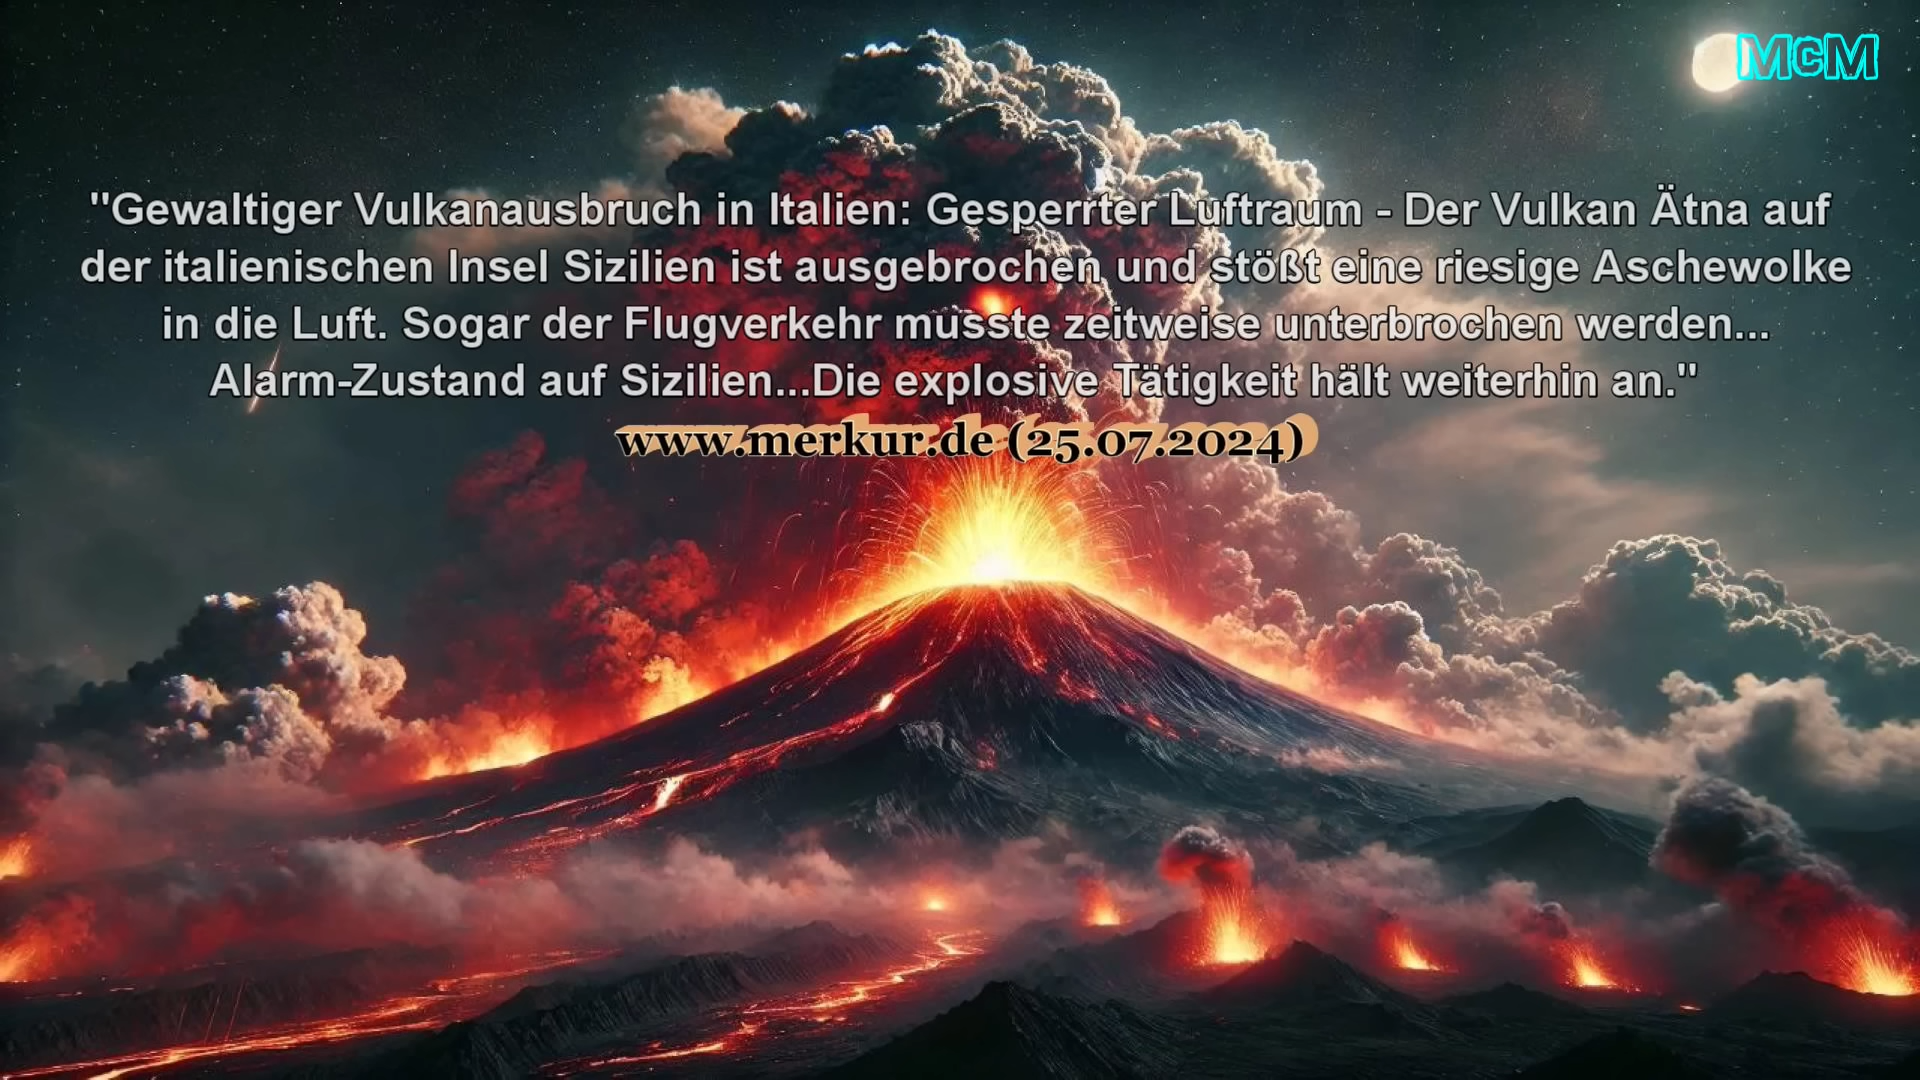 McM
"Gewaltiger Vulkanausbruch in Italien: Gesperrter Luftraum - Der Vulkan Ätna auf
der italienischen Insel Sizilien ist ausgebrochen und stößt eine riesige Aschewolke
in die Luft. Sogar der Flugverkehr musste zeitweise unterbrochen werden...
Alarm-Zustand auf Sizilien...Die explosive Tätigkeit hält weiterhin an."
www.merkur.de (25.07.2024)